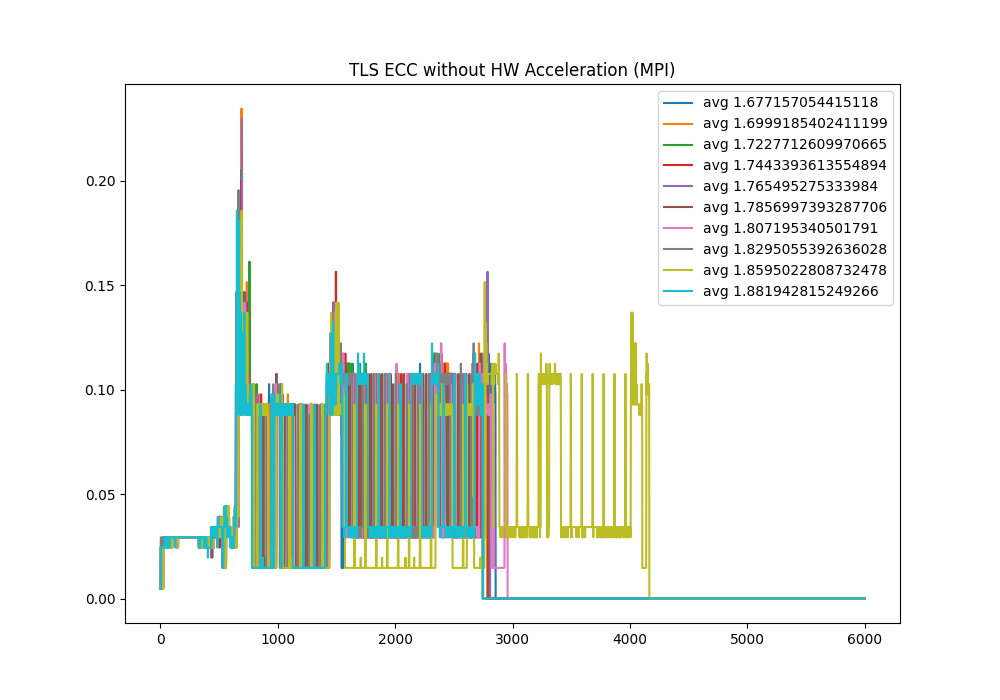 TLS ECC without HW Acceleration (MPI)
avg 1.677157054415118
avg 1.6999185402411199
avg 1.7227712609970665
avg 1.7443393613554894
avg 1.765495275333984
avg 1.7856997393287706
avg 1.807195340501791
avg 1.8295055392636028
avg 1.8595022808732478
avg 1.881942815249266
0.20
0.15
0.10
0.05
0.00
0 1000 2000 3000 4000 5000 6000